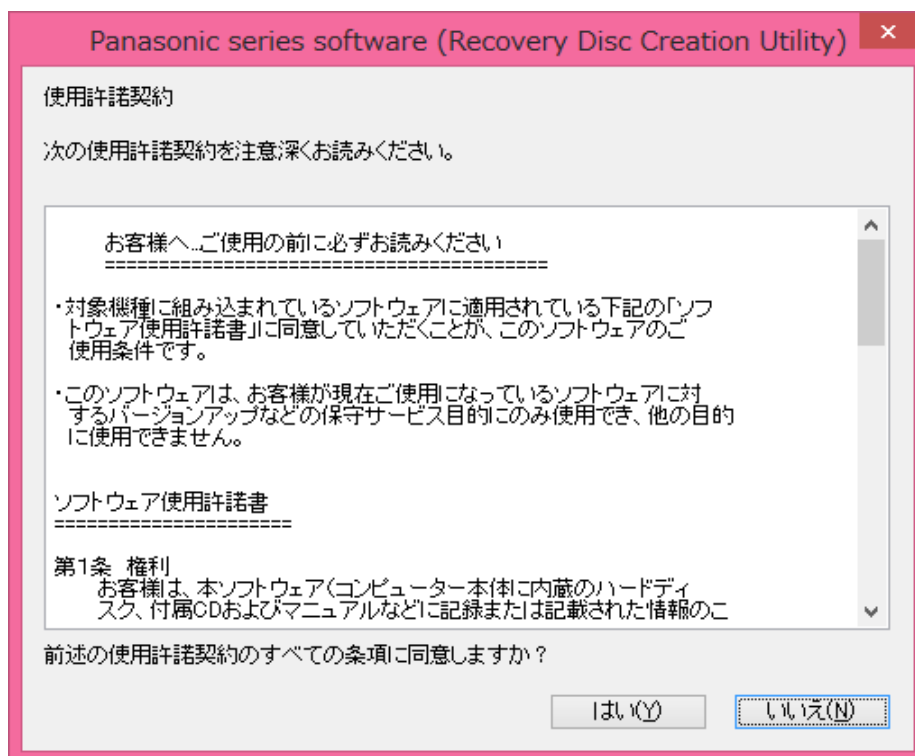 Panasonic series software (Recovery Disc Creation Utility)
×
使用許諾契約
次の使用許諾契約を注意深くお読みください。
お客様へ...ご使用の前に必ずお読みください
=========================================
・対象機種に組み込まれているソフトウェアに適用されている下記の「ソフ
トウェア使用許諾書」に同意していただくことが、このソフトウェアのご
使用条件です。
・このソフトウェアは、お客様が現在ご使用になっているソフトウェアに対
するバージョンアップなどの保守サービス目的にのみ使用でき、他の目的
に使用できません。
ソフトウェア使用許諾書
======================
第1条 権利
お客様は、本ソフトウェア(コンピューター本体に内蔵のハードディ
スク、付属CDおよびマニュアルなどに記録または記載された情報のこ
前述の使用許諾契約のすべての条項に同意しますか?
はい(Y)
いいえ(N)